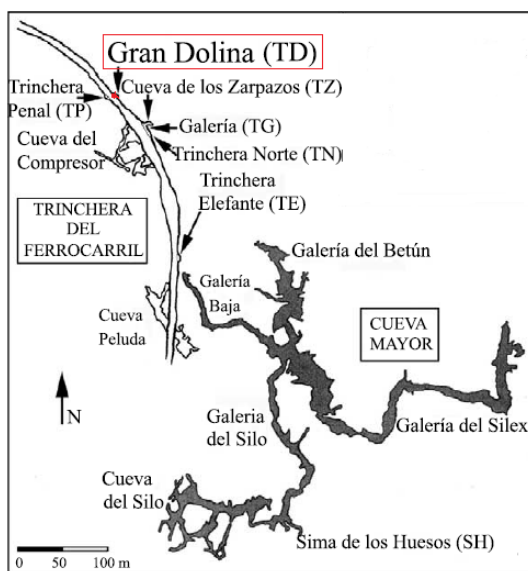 Gran Dolina (TD)
Trinchera
Penal (TP)
Cueva de los Zarpazos (TZ)
Cueva del
Compresor
Galería (TG)
Trinchera Norte (TN)
Trinchera
Elefante (TE)
TRINCHERA
DEL
FERROCARRIL
Galería del Betún
Galería
Baja
Cueva
Peluda
CUEVA
MAYOR
N
Galeria
del Silo
Galería del Silex
Cueva
del Silo
Sima de los Huesos (SH)
0 50 100 m